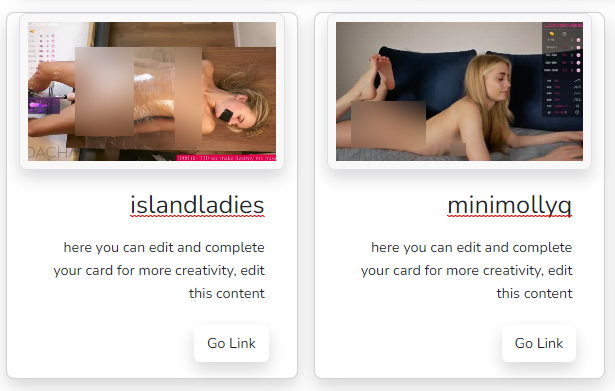 DACHA
islandladies
here you can edit and complete
your card for more creativity, edit
this content
Go Link
minimollyq
here you can edit and complete
your card for more creativity, edit
this content
Go Link